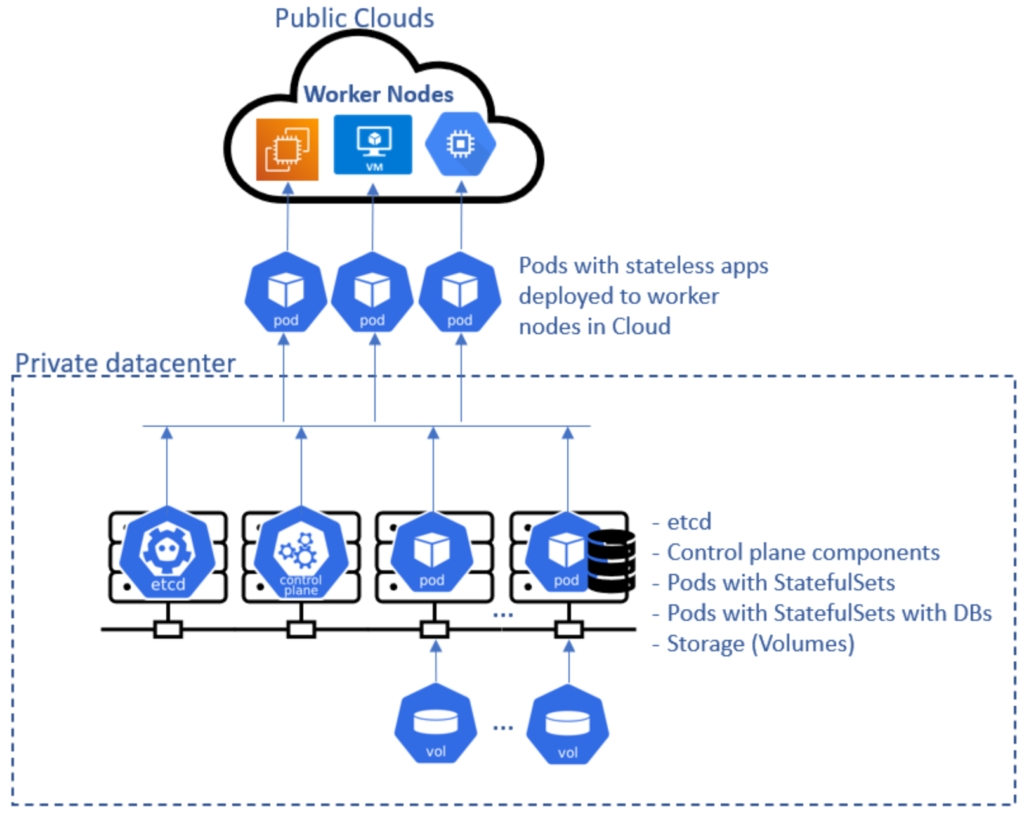 Public Clouds
Worker Nodes
VM
pod
pod
pod
Pods with stateless apps
deployed to worker
nodes in Cloud
Private datacenter
etcd
control
plane
pod
pod
...
- etcd
- Control plane components
- Pods with StatefulSets
- Pods with StatefulSets with DBs
- Storage (Volumes)
vol
...
vol